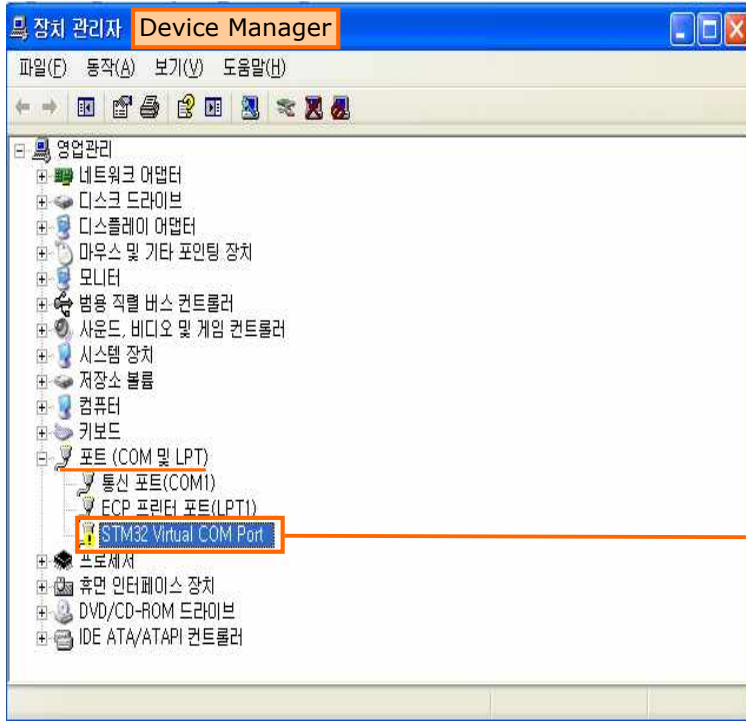 장치 관리자 Device Manager
파일(F) 동작(A) 보기(V) 도움말(H)
영업관리
네트워크 어댑터
디스크 드라이브
디스플레이 어댑터
마우스 및 기타 포인팅 장치
모니터
범용 직렬 버스 컨트롤러
사운드, 비디오 및 게임 컨트롤러
시스템 장치
저장소 볼륨
컴퓨터
키보드
포트 (COM 및 LPT)
통신 포트(COM1)
ECP 프린터 포트(LPT1)
STM32 Virtual COM Port
프로세서
휴먼 인터페이스 장치
DVD/CD-ROM 드라이브
IDE ATA/ATAPI 컨트롤러